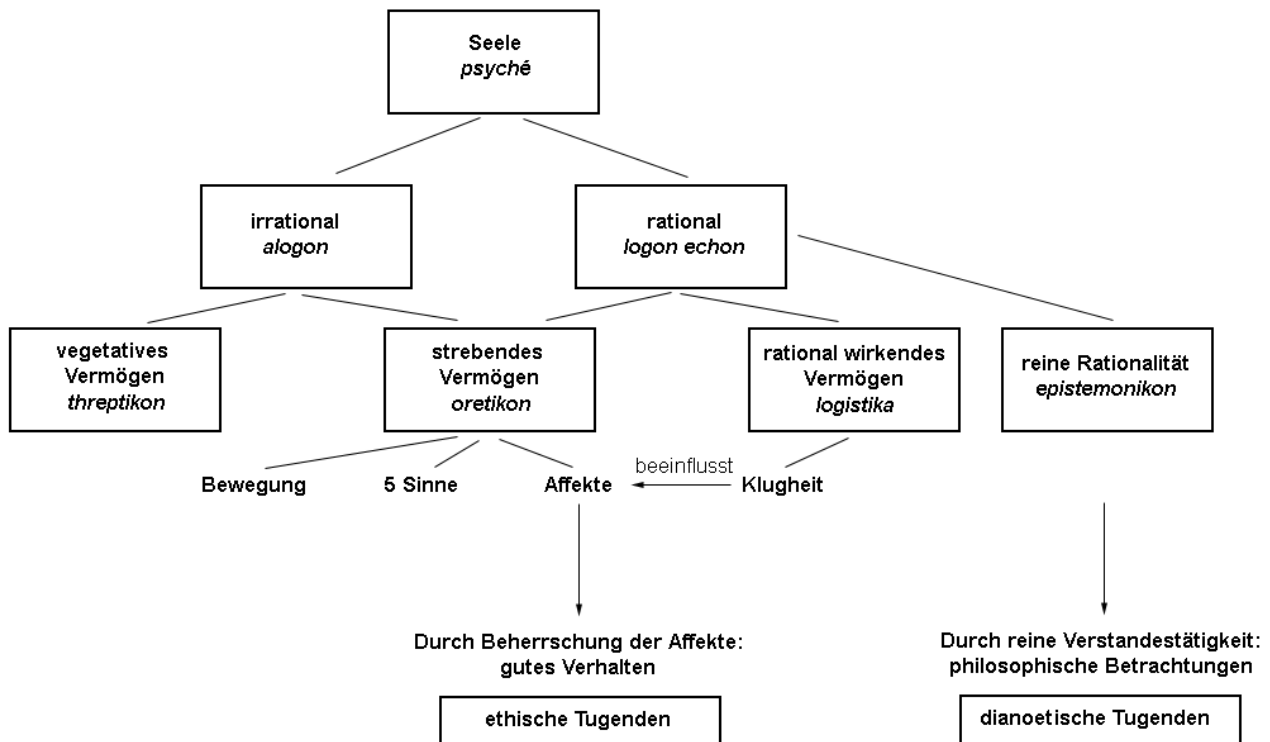 Seele
psyché
irrational
alogon
rational
logon echon
vegetatives
Vermögen
threptikon
strebendes
Vermögen
oretikon
rational wirkendes
Vermögen
logistika
reine Rationalität
epistemonikon
Bewegung
5 Sinne
Affekte
beeinflusst
Klugheit
Durch Beherrschung der Affekte:
gutes Verhalten
ethische Tugenden
Durch reine Verstandestätigkeit:
philosophische Betrachtungen
dianoetische Tugenden